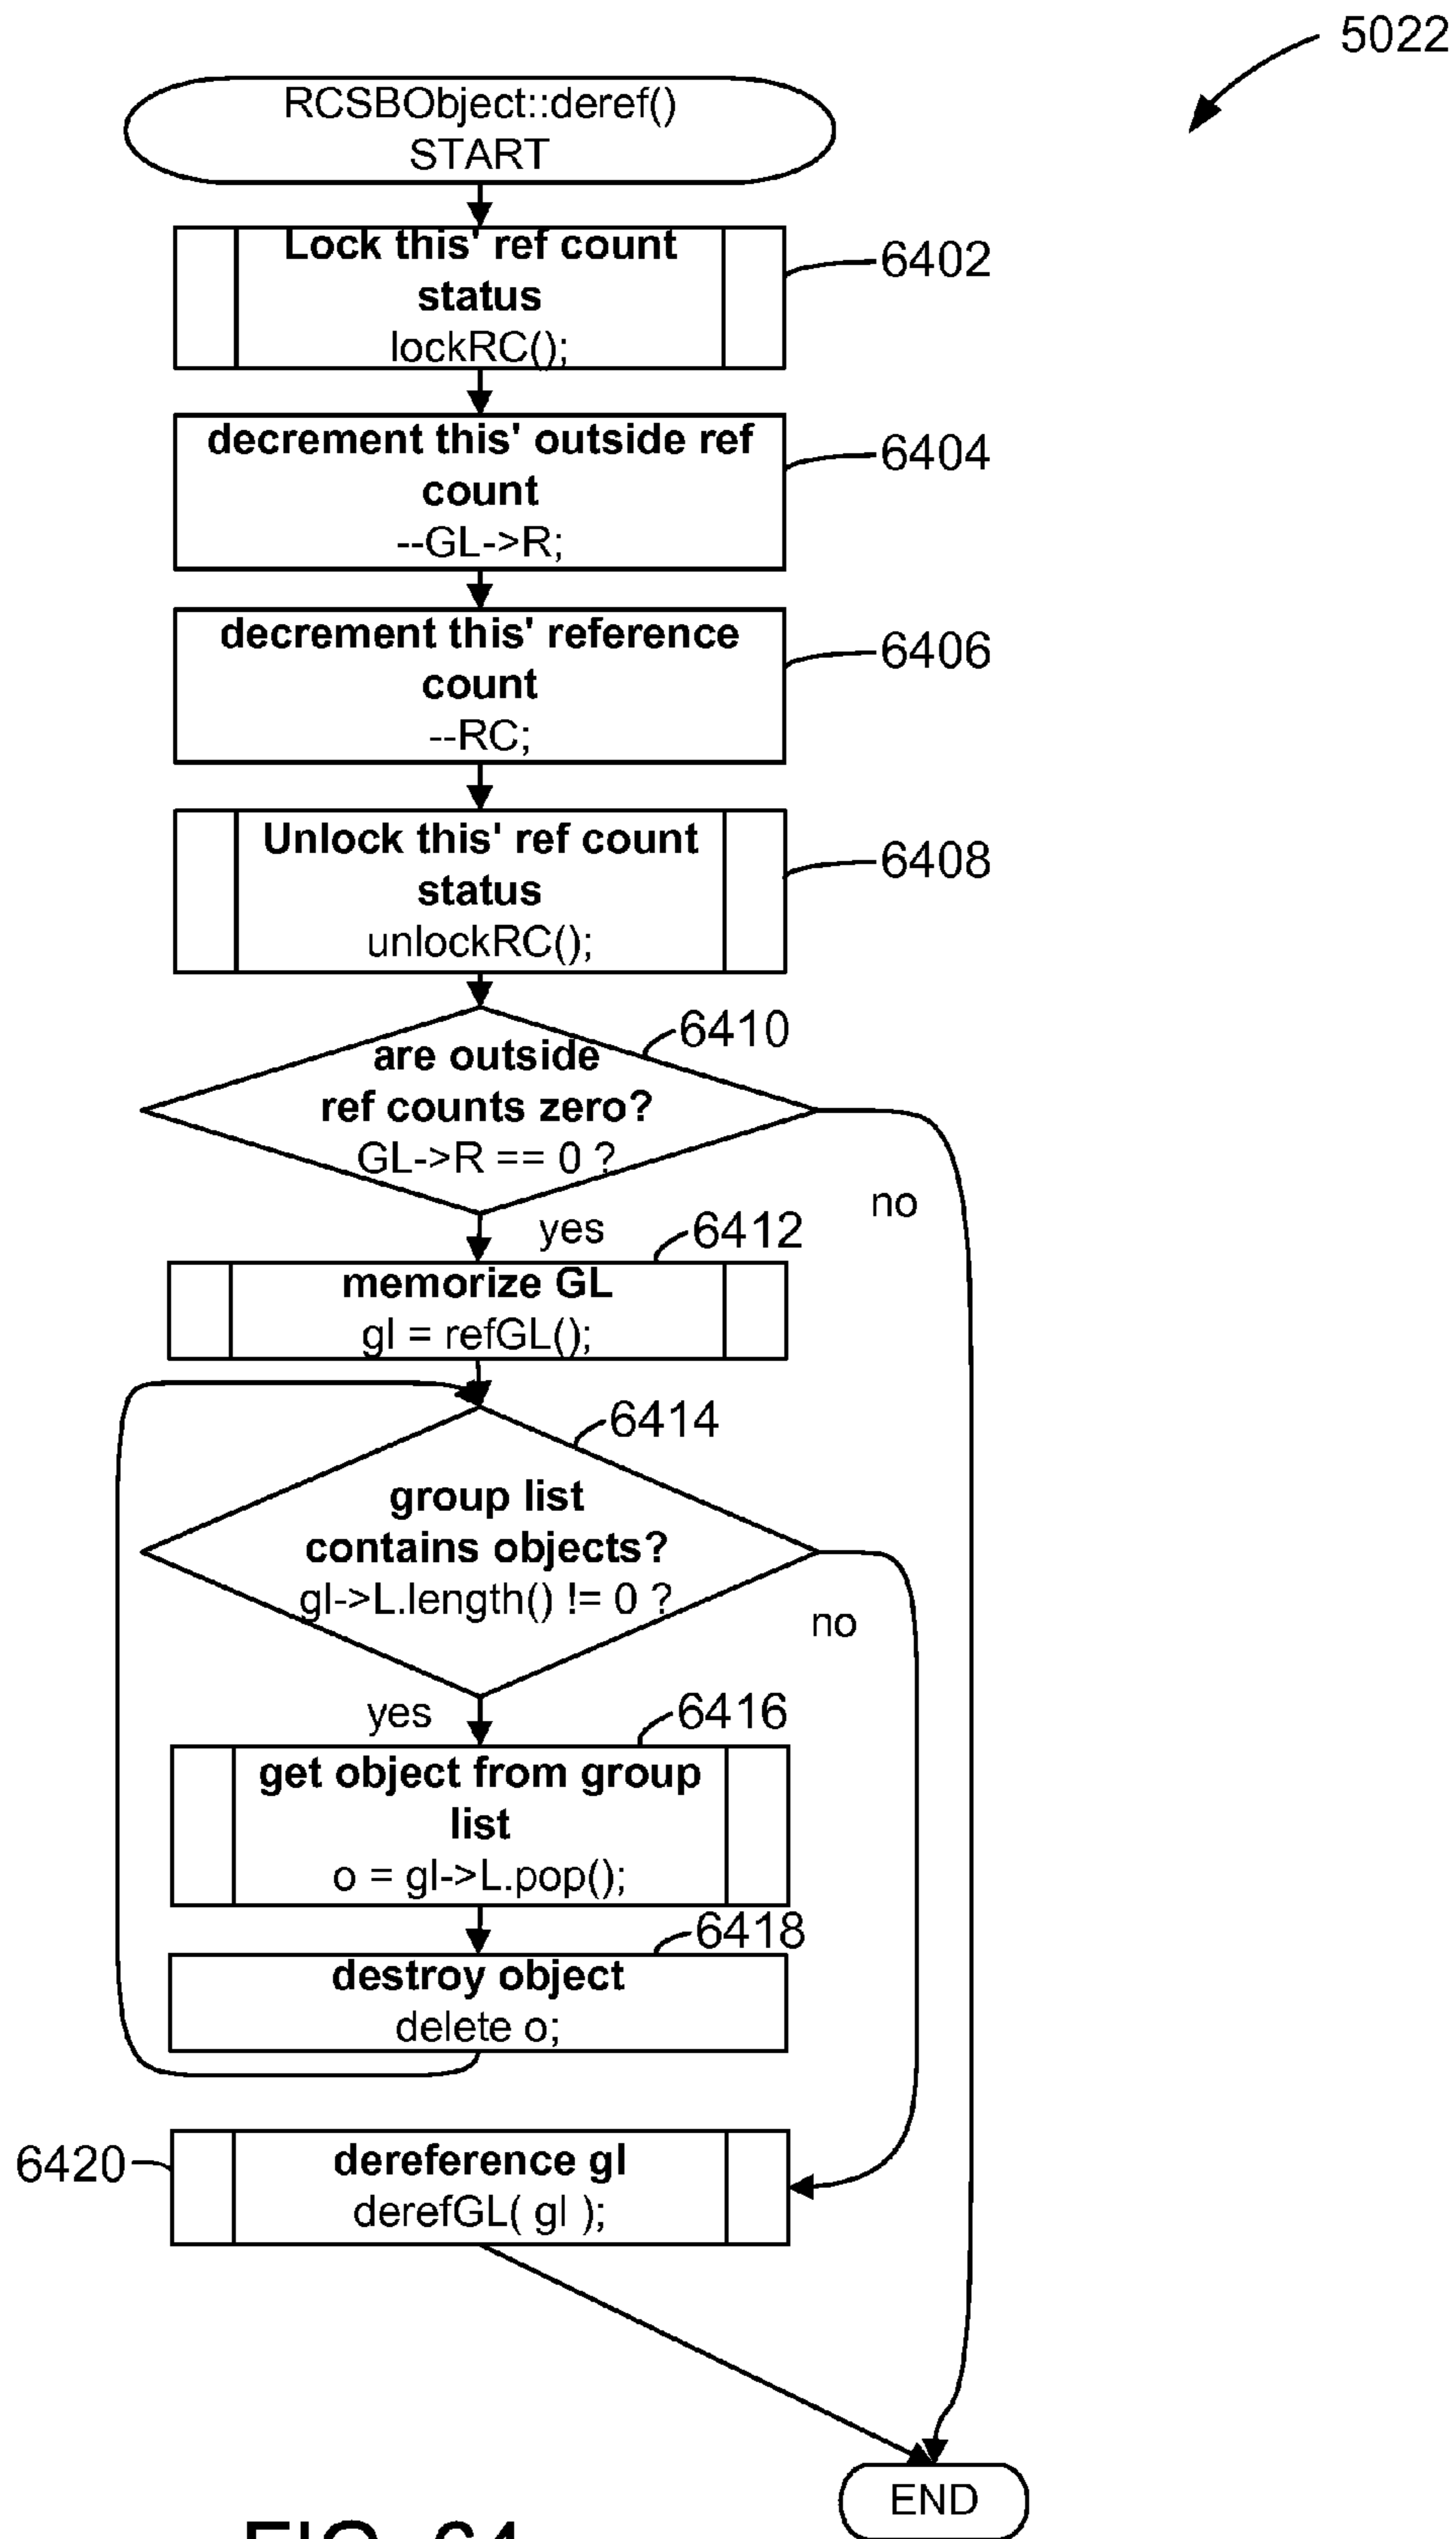 5022
RCSBObject::deref()
START
Lock this' ref count
status
lockRC();
6402
decrement this' outside ref
count
--GL->R;
6404
decrement this' reference
count
--RC;
6406
Unlock this' ref count
status
unlockRC();
6408
6410
are outside
ref counts zero?
GL->R == 0 ?
no
yes
6412
memorize GL
gl = refGL();
6414
group list
contains objects?
gl->L.length() != 0 ?
no
yes
6416
get object from group
list
o = gl->L.pop();
6418
destroy object
delete o;
6420
dereference gl
derefGL( gl );
END
FIG. 64